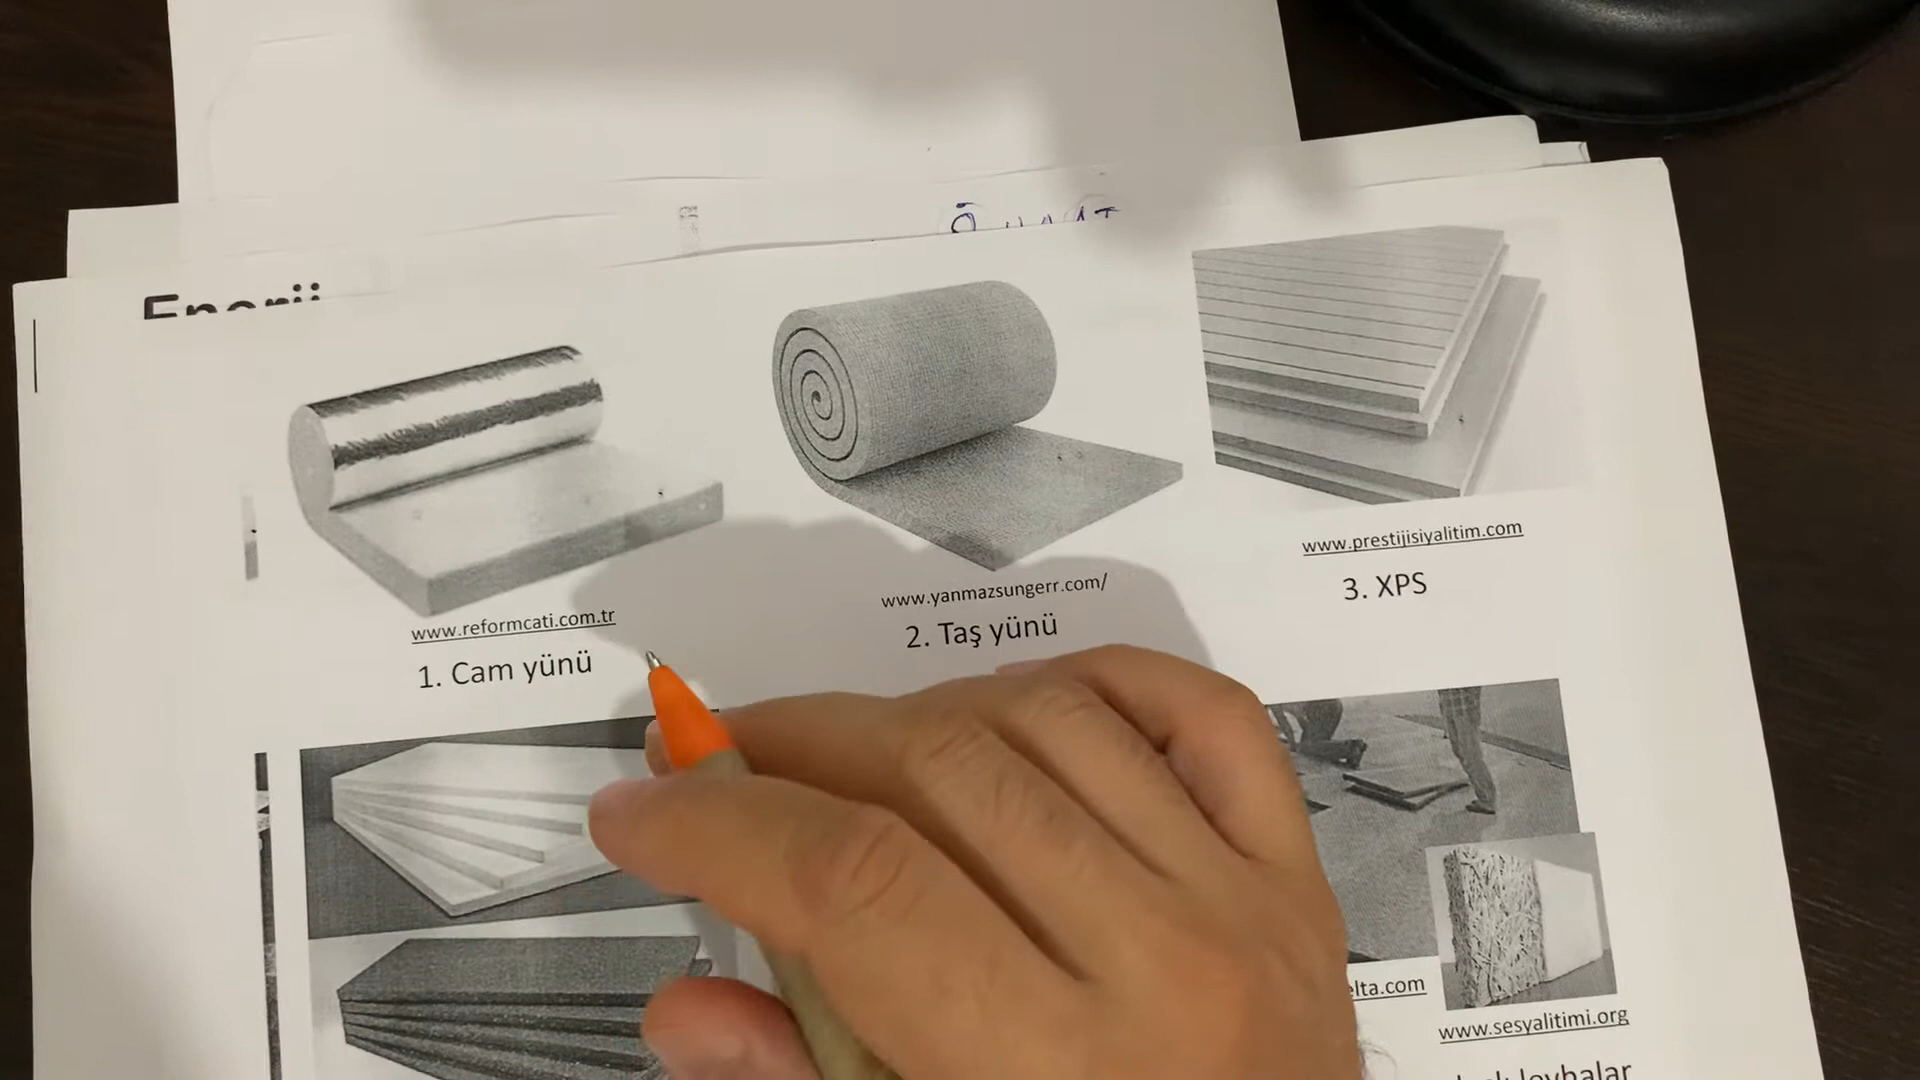 Enerji
www.reformcati.com.tr
1. Cam yünü
www.yanmazsungerr.com/
2. Taş yünü
www.prestijisiyalitim.com
3. XPS
elta.com
www.sesyalitimi.org
levhalar